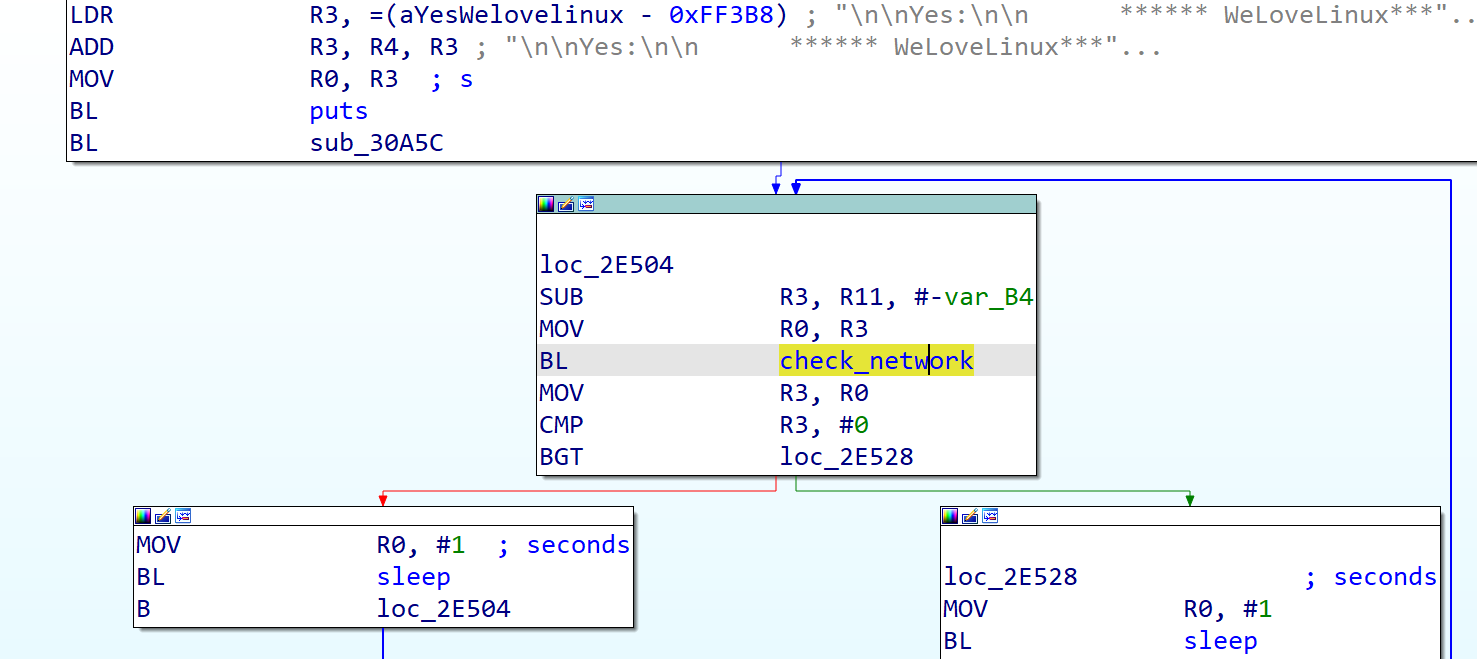 LDR R3, =(aYesWelovelinux - 0xFF3B8) ; "\n\nYes:\n\n      ****** WeLoveLinux***"...
ADD R3, R4, R3 ; "\n\nYes:\n\n      ****** WeLoveLinux***"...
MOV R0, R3 ; s
BL puts
BL sub_30A5C
loc_2E504
SUB R3, R11, #-var_B4
MOV R0, R3
BL check_network
MOV R3, R0
CMP R3, #0
BGT loc_2E528
MOV R0, #1 ; seconds
BL sleep
B loc_2E504
loc_2E528 ; seconds
MOV R0, #1
BL sleep